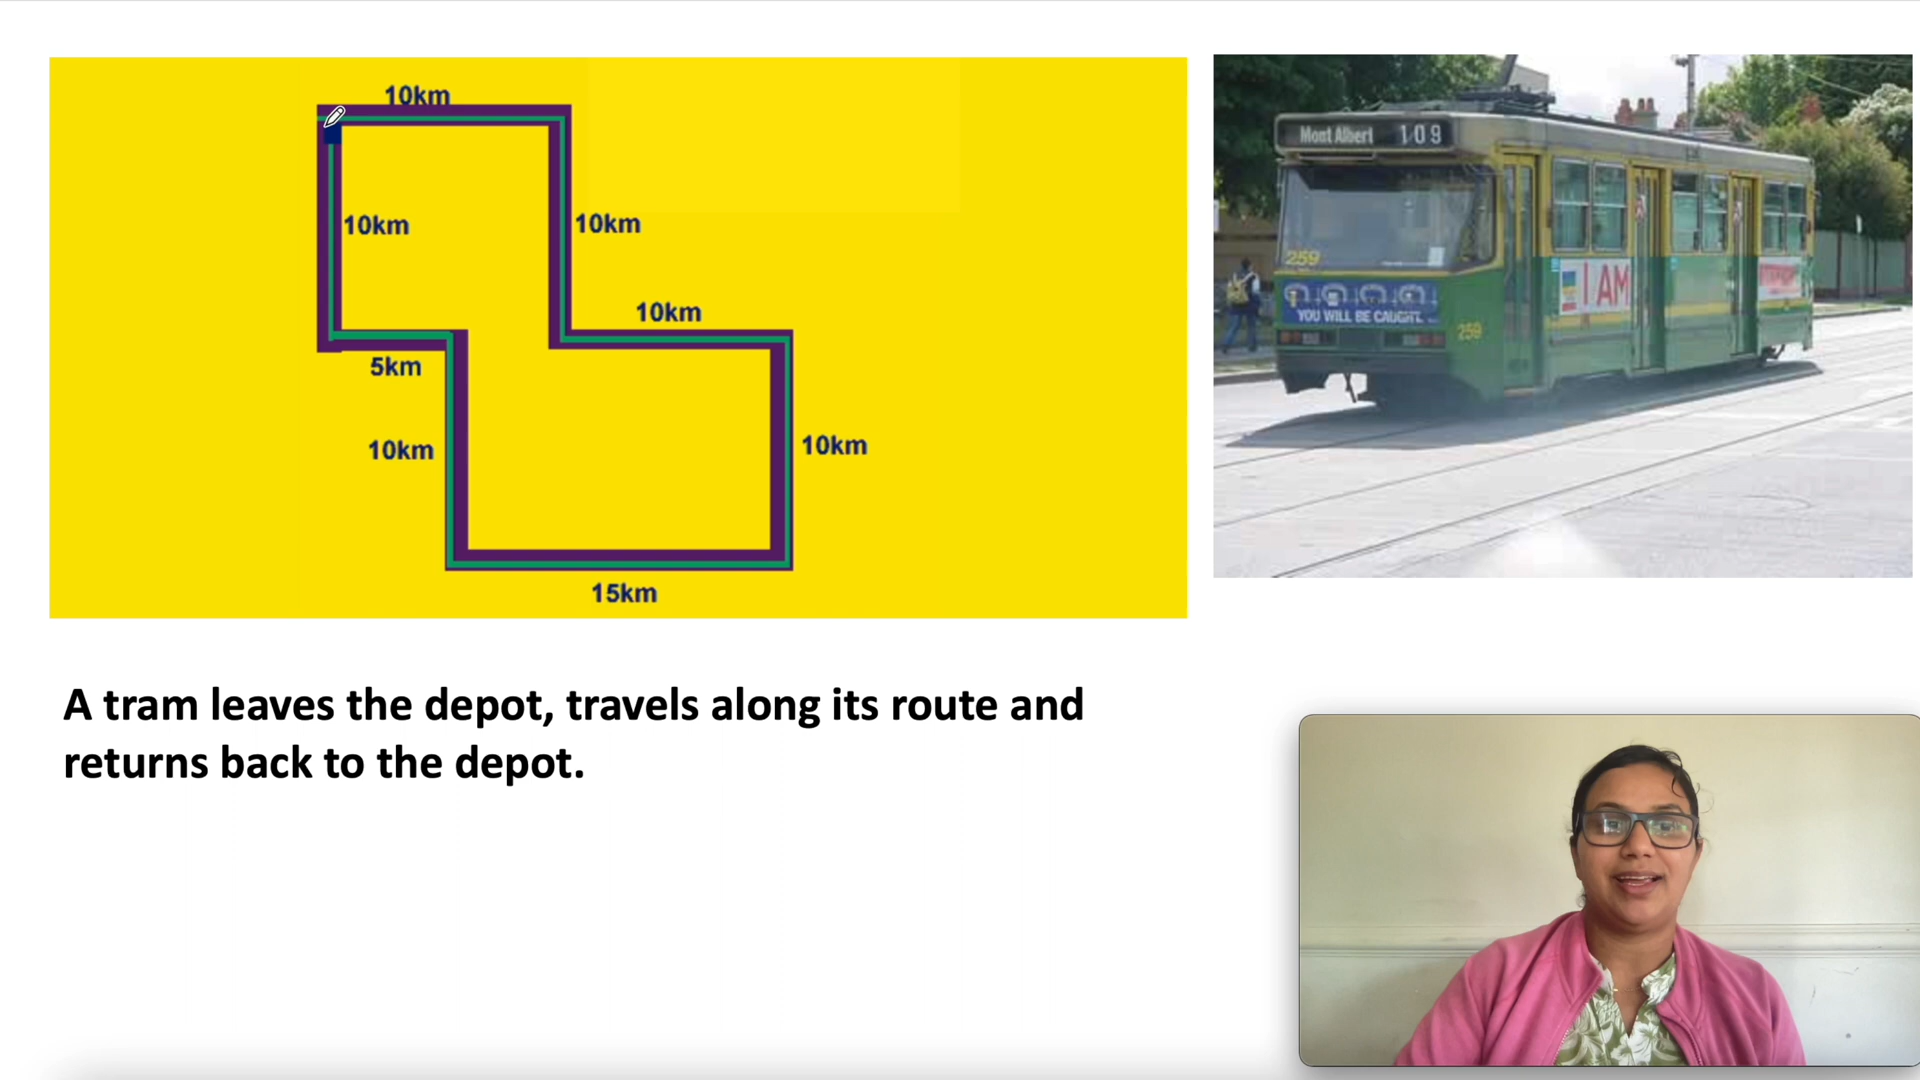 10km
10km
10km
10km
5km
10km
10km
15km
Mont Albert 109
259
YOU WILL BE CAUGHT.
I AM
259
A tram leaves the depot, travels along its route and
returns back to the depot.